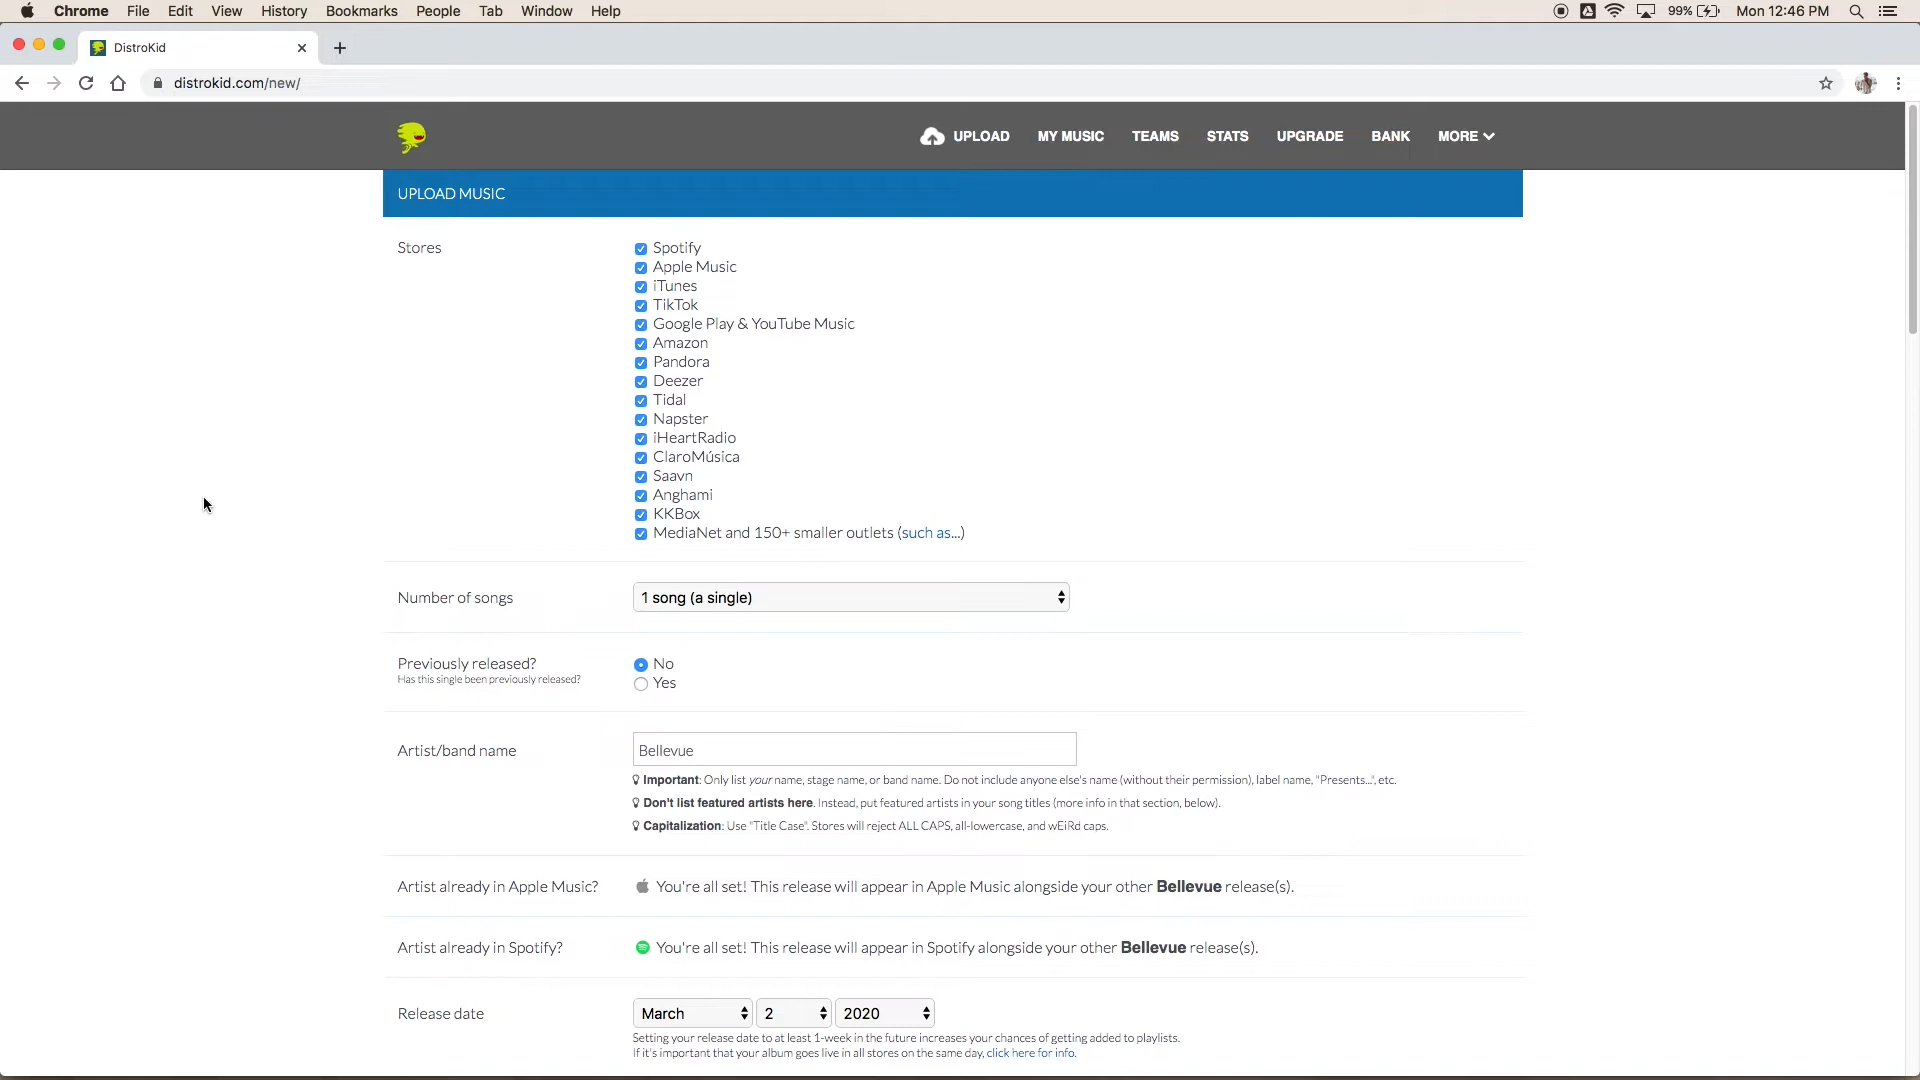 Chrome File Edit View History Bookmarks People Tab Window Help 99% Mon 12:46 PM
DistroKid
distrokid.com/new/
UPLOAD MY MUSIC TEAMS STATS UPGRADE BANK MORE
UPLOAD MUSIC
Stores
Spotify
Apple Music
iTunes
TikTok
Google Play & YouTube Music
Amazon
Pandora
Deezer
Tidal
Napster
iHeartRadio
ClaroMúsica
Saavn
Anghami
KKBox
MediaNet and 150+ smaller outlets (such as...)
Number of songs 1 song (a single)
Previously released? No
Has this single been previously released?
Yes
Artist/band name Bellevue
Important: Only list your name, stage name, or band name. Do not include anyone else's name (without their permission), label name, "Presents...", etc.
Don't list featured artists here. Instead, put featured artists in your song titles (more info in that section, below).
Capitalization: Use "Title Case". Stores will reject ALL CAPS, all-lowercase, and wEiRd caps.
Artist already in Apple Music? You're all set! This release will appear in Apple Music alongside your other Bellevue release(s).
Artist already in Spotify? You're all set! This release will appear in Spotify alongside your other Bellevue release(s).
Release date March 2 2020
Setting your release date to at least 1-week in the future increases your chances of getting added to playlists.
If it's important that your album goes live in all stores on the same day, click here for info.